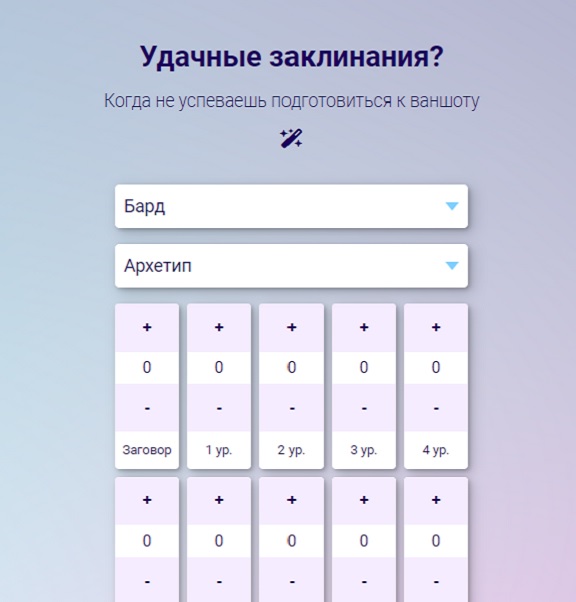 Удачные заклинания?
Когда не успеваешь подготовиться к ваншоту
Бард
Архетип
+ + + + +
0 0 0 0 0
- - - - -
Заговор 1 ур. 2 ур. 3 ур. 4 ур.
+ + + + +
0 0 0 0 0
- - - - -